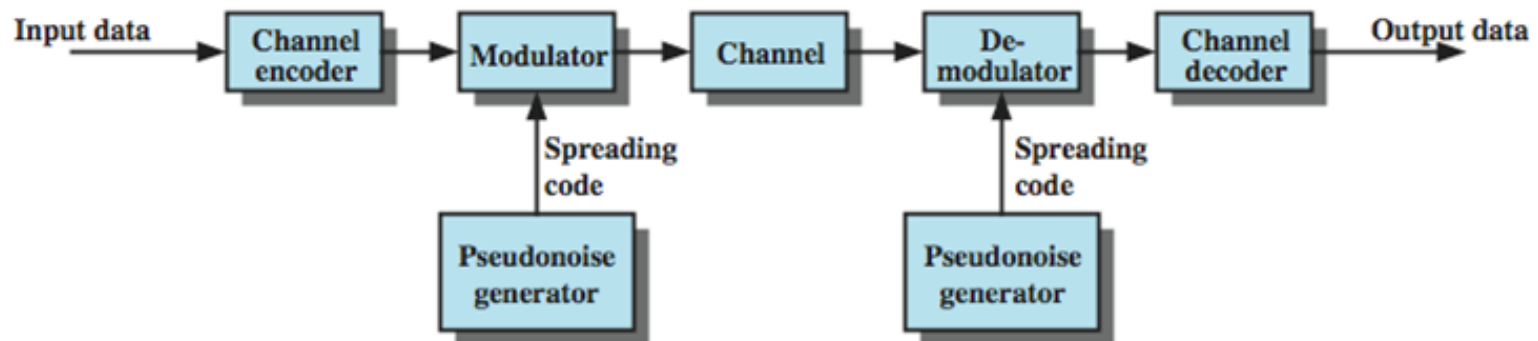 Input data
Channel
encoder
Modulator
Channel
De-
modulator
Channel
decoder
Output data
Spreading
code
Spreading
code
Pseudonoise
generator
Pseudonoise
generator